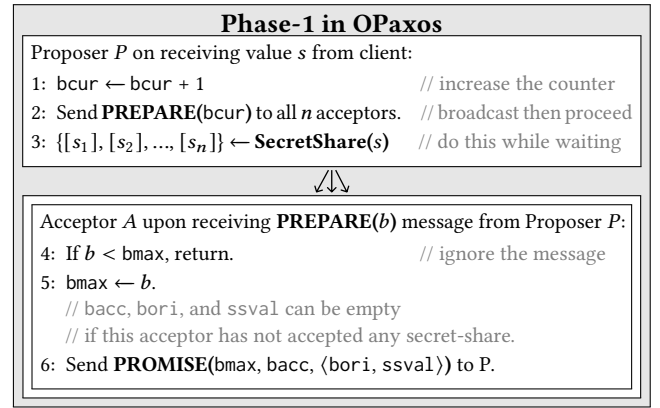 Phase-1 in OPaxos
Proposer P on receiving value s from client:
1: bcur ← bcur + 1 // increase the counter
2: Send PREPARE(bcur) to all n acceptors. // broadcast then proceed
3: {[s₁], [s₂], ..., [sₙ]} ← SecretShare(s) // do this while waiting
Acceptor A upon receiving PREPARE(b) message from Proposer P:
4: If b < bmax, return. // ignore the message
5: bmax ← b.
// bacc, bori, and ssval can be empty
// if this acceptor has not accepted any secret-share.
6: Send PROMISE(bmax, bacc, ⟨bori, ssval⟩) to P.